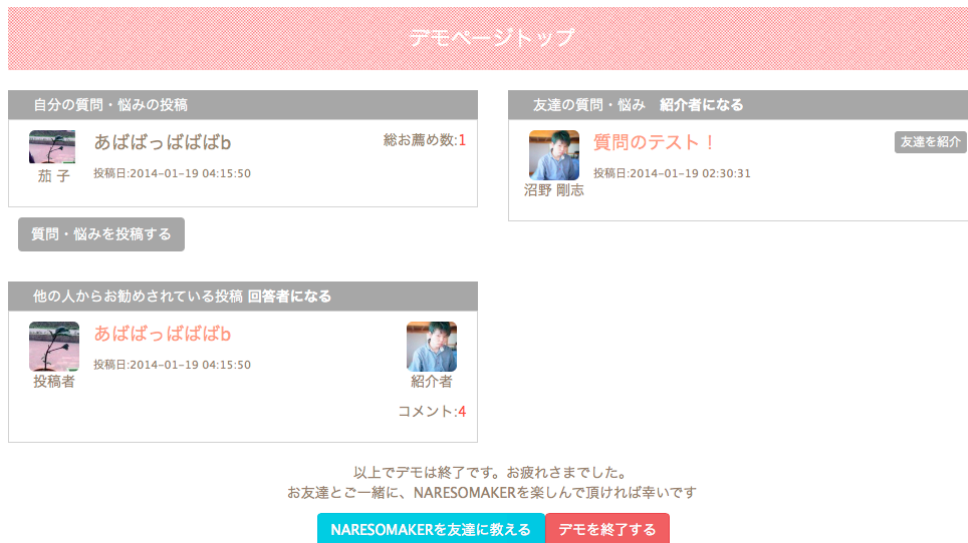 デモページトップ
自分の質問・悩みの投稿
あばばっばばばb
総お薦め数:1
投稿日:2014-01-19 04:15:50
茄 子
質問・悩みを投稿する
友達の質問・悩み 紹介者になる
質問のテスト！
友達を紹介
投稿日:2014-01-19 02:30:31
沼野 剛志
他の人からお勧めされている投稿 回答者になる
あばばっばばばb
投稿日:2014-01-19 04:15:50
投稿者
紹介者
コメント:4
以上でデモは終了です。お疲れさまでした。
お友達とご一緒に、NARESOMAKERを楽しんで頂ければ幸いです
NARESOMAKERを友達に教える
デモを終了する